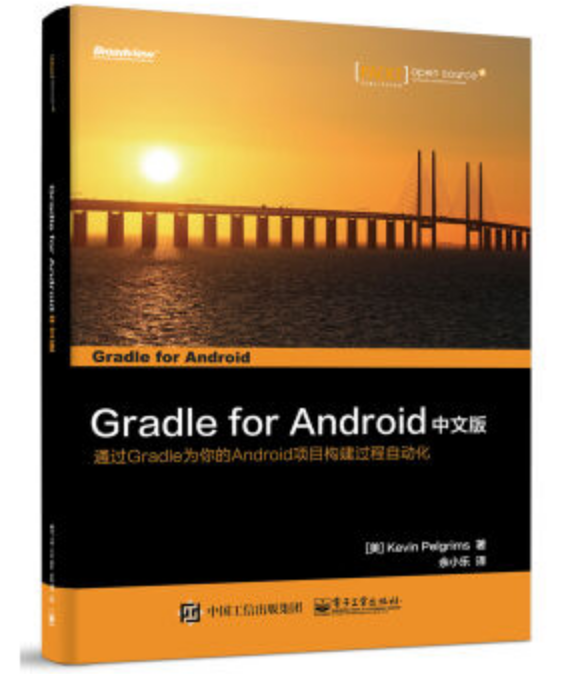 Broadview
[PACKT] open source
PUBLISHING
Gradle for Android
Gradle for Android 中文版
通过Gradle为你的Android项目构建过程自动化
[美] Kevin Pelgrims 著
余小乐 译
中国工信出版集团 电子工业出版社
Gradle for Android 中文版